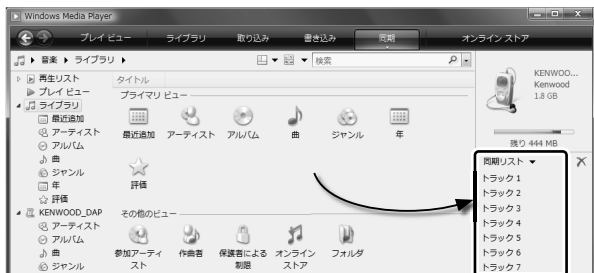 Windows Media Player
プレイ ビュー ライブラリ 取り込み 書き込み 同期 オンライン ストア
音楽 ライブラリ 検索
再生リスト
プレイ ビュー
ライブラリ
最近追加
アーティスト
アルバム
曲
ジャンル
年
評価
KENWOOD_DAP
アーティスト
アルバム
曲
ジャンル
タイトル
プライマリ ビュー
最近追加 アーティスト アルバム 曲 ジャンル 年
評価
その他のビュー
参加アーティスト 作曲者 保護者による制限 オンライン ストア フォルダ
KENWOO...
Kenwood
1.8 GB
残り 444 MB
同期リスト
トラック 1
トラック 2
トラック 3
トラック 4
トラック 5
トラック 6
トラック 7